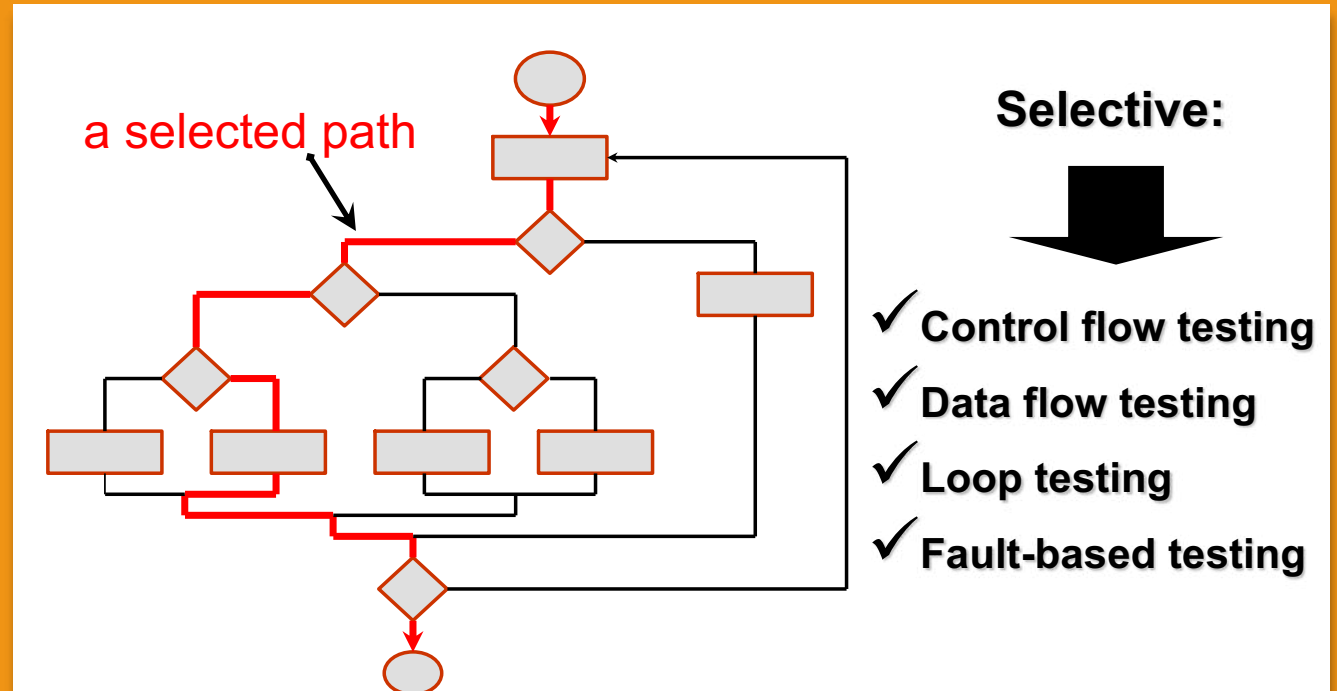 a selected path
Selective:
Control flow testing
Data flow testing
Loop testing
Fault-based testing